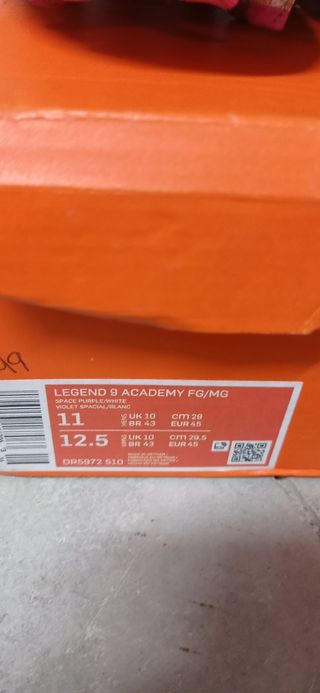 LEGEND 9 ACADEMY FG/MG
SPACE PURPLE/WHITE
VIOLET SPACIAL/BLANC
11 UK 10 CM 29
BR 43 EUR 45
12.5 UK 10 CM 29.5
BR 43 EUR 45
DR5972 510